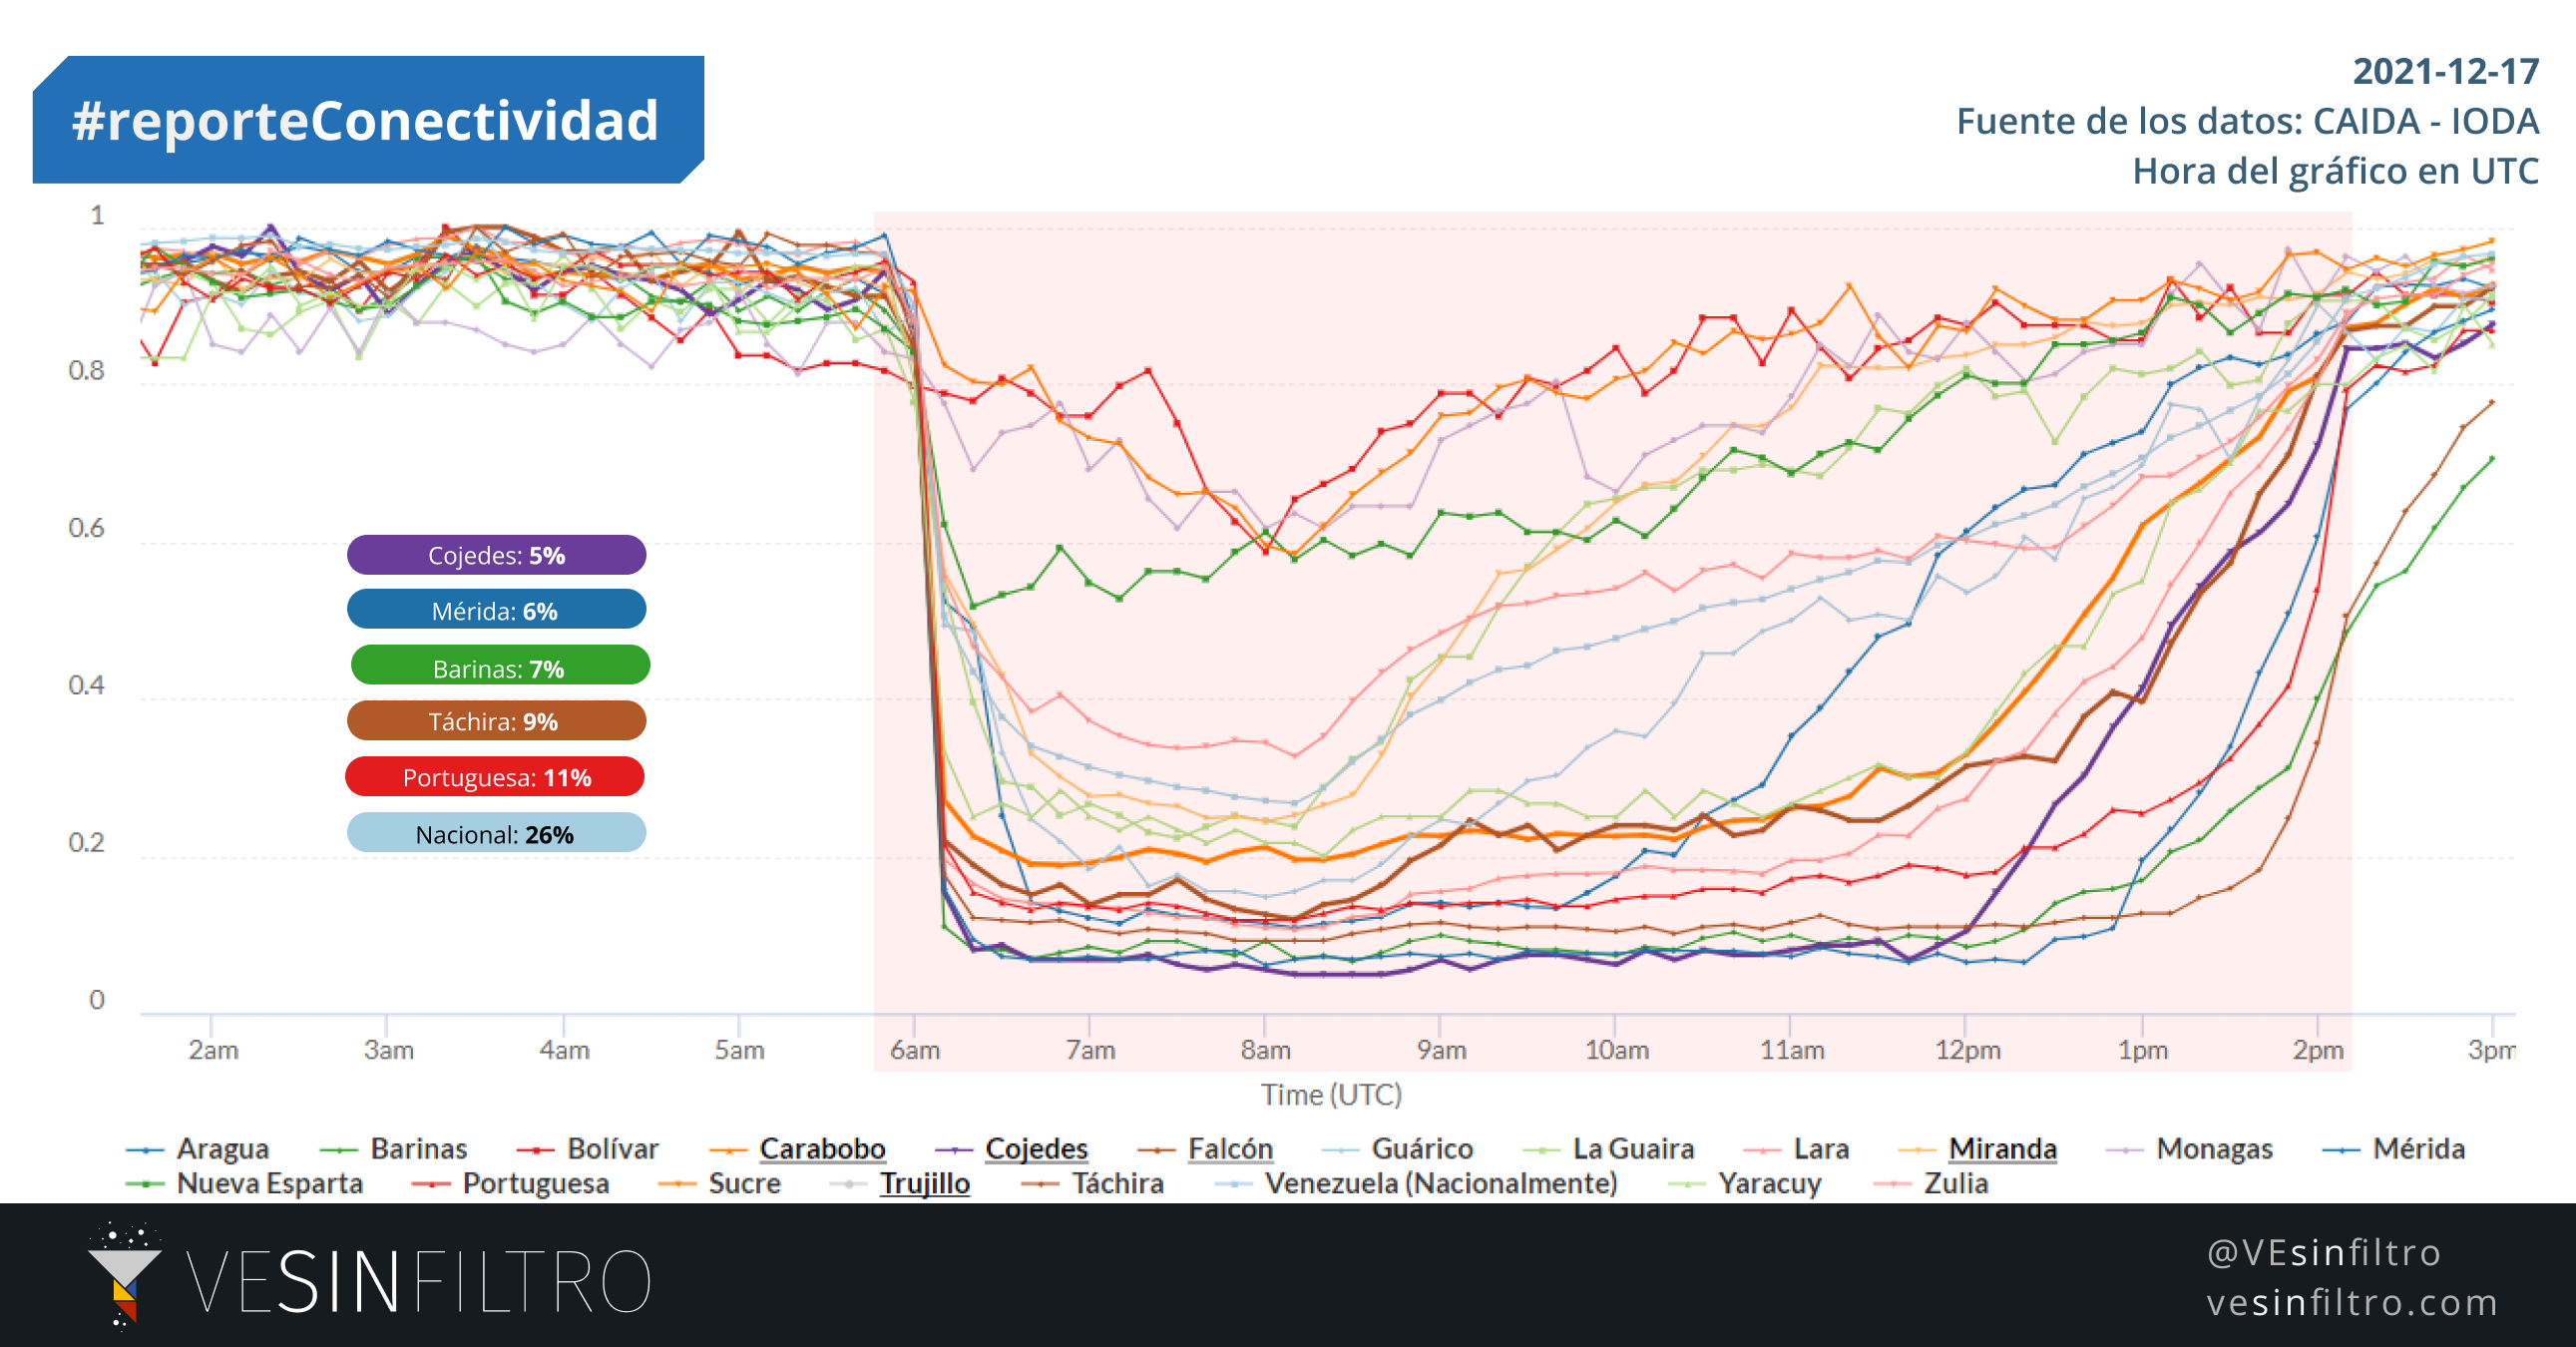 #reporteConectividad
2021-12-17
Fuente de los datos: CAIDA - IODA
Hora del gráfico en UTC
1
0.8
0.6
0.4
0.2
0
Cojedes: 5%
Mérida: 6%
Barinas: 7%
Táchira: 9%
Portuguesa: 11%
Nacional: 26%
2am 3am 4am 5am 6am 7am 8am 9am 10am 11am 12pm 1pm 2pm 3pm
Time (UTC)
Aragua Barinas Bolívar Carabobo Cojedes Falcón Guárico La Guaira Lara Miranda Monagas Mérida
Nueva Esparta Portuguesa Sucre Trujillo Táchira Venezuela (Nacionalmente) Yaracuy Zulia
VESINFILTRO
@VEsinfiltro
vesinfiltro.com